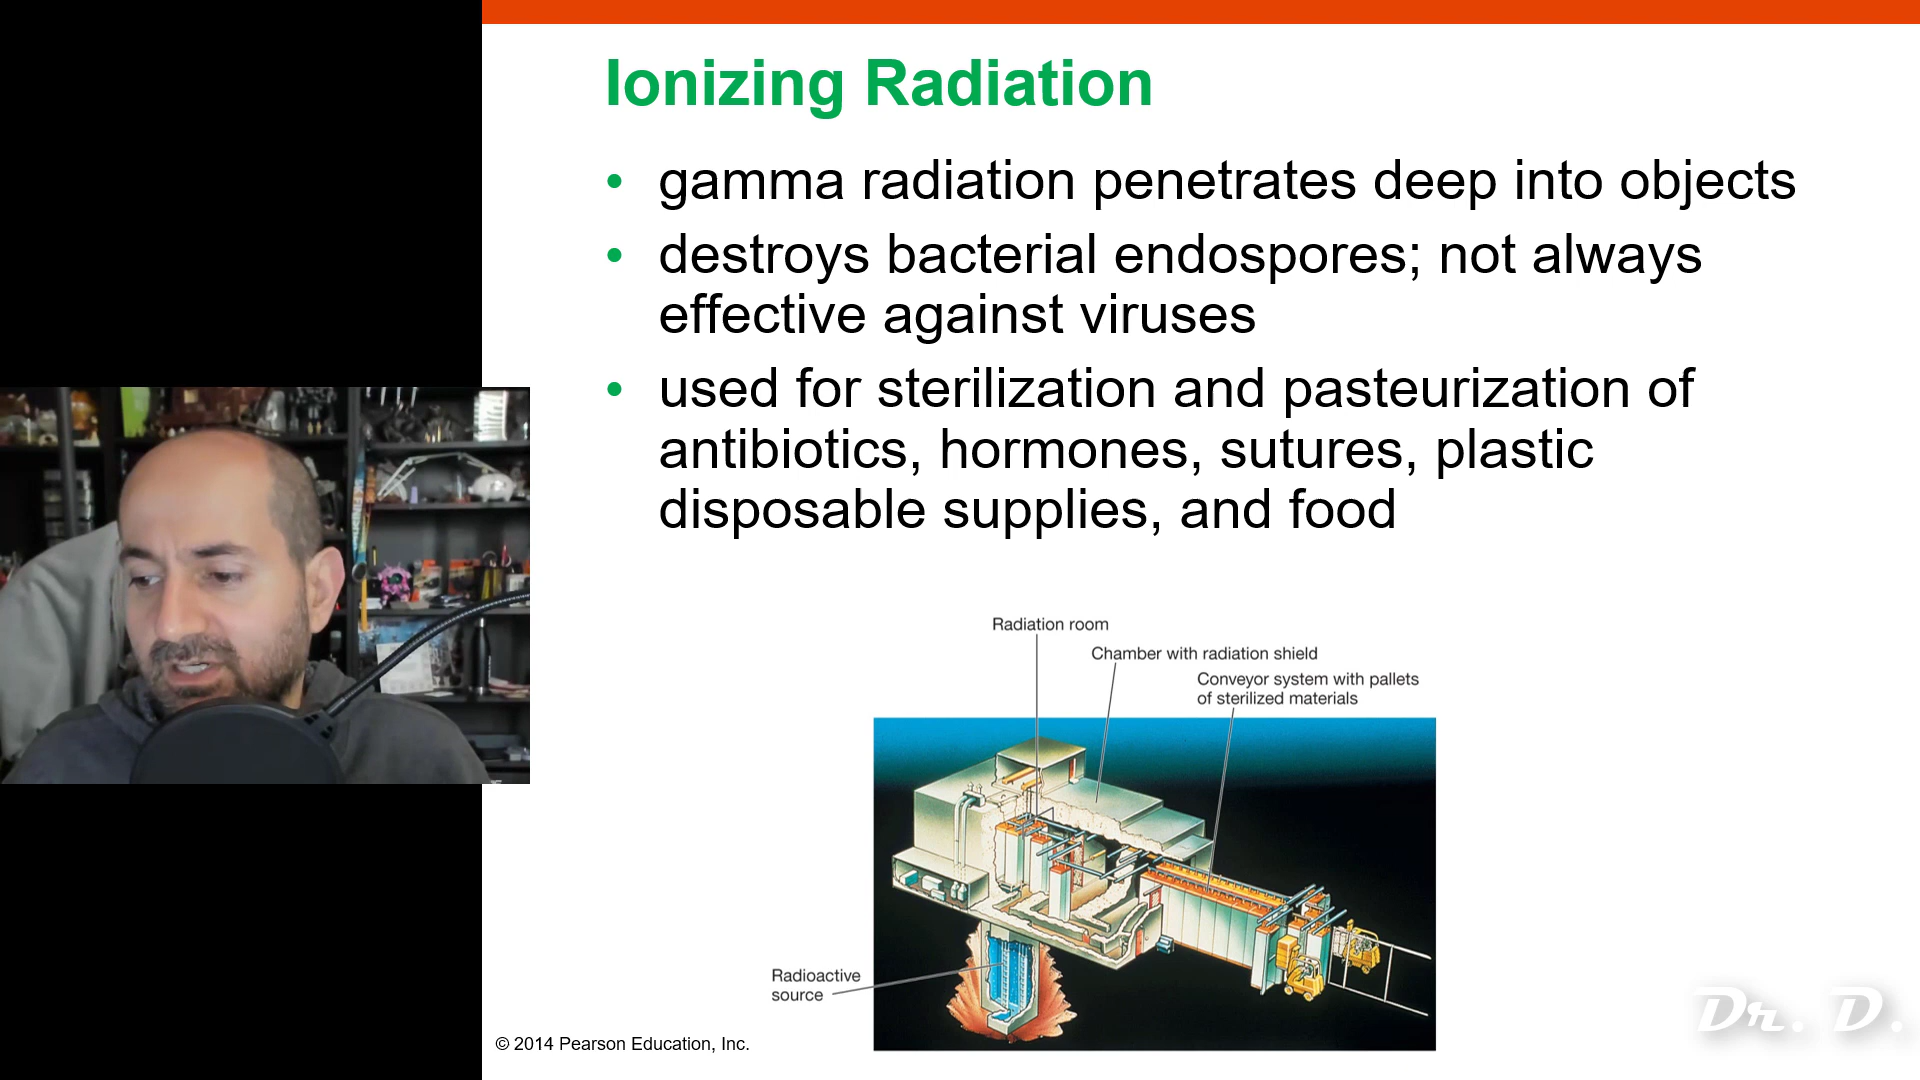 Ionizing Radiation
• gamma radiation penetrates deep into objects
• destroys bacterial endospores; not always
effective against viruses
• used for sterilization and pasteurization of
antibiotics, hormones, sutures, plastic
disposable supplies, and food
Radiation room
Chamber with radiation shield
Conveyor system with pallets
of sterilized materials
Radioactive
source
© 2014 Pearson Education, Inc.
Dr. D.